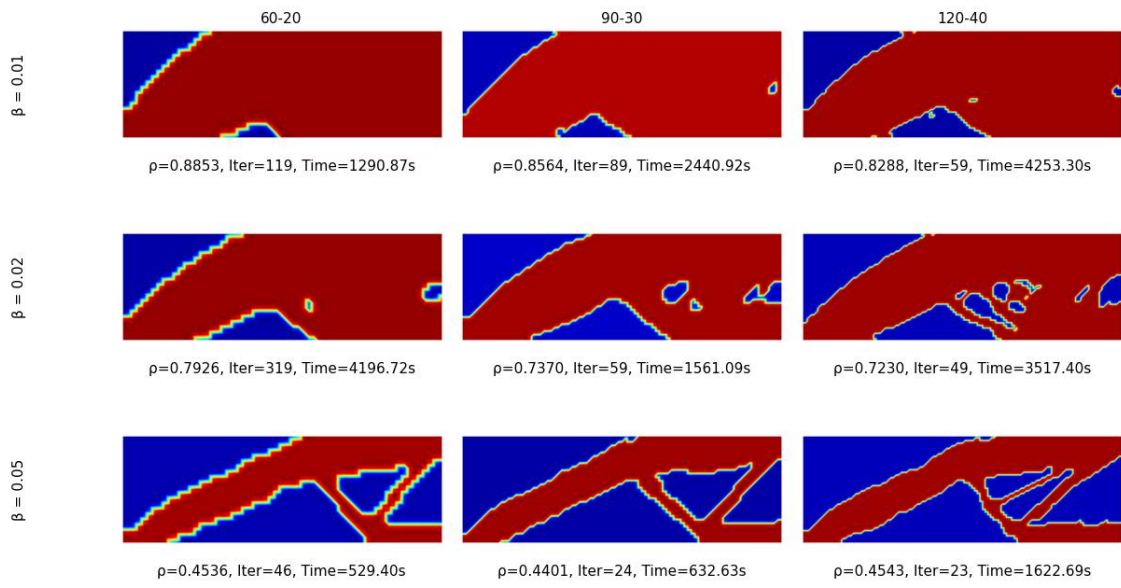 60-20 90-30 120-40
β = 0.01
ρ=0.8853, Iter=119, Time=1290.87s ρ=0.8564, Iter=89, Time=2440.92s ρ=0.8288, Iter=59, Time=4253.30s
β = 0.02
ρ=0.7926, Iter=319, Time=4196.72s ρ=0.7370, Iter=59, Time=1561.09s ρ=0.7230, Iter=49, Time=3517.40s
β = 0.05
ρ=0.4536, Iter=46, Time=529.40s ρ=0.4401, Iter=24, Time=632.63s ρ=0.4543, Iter=23, Time=1622.69s